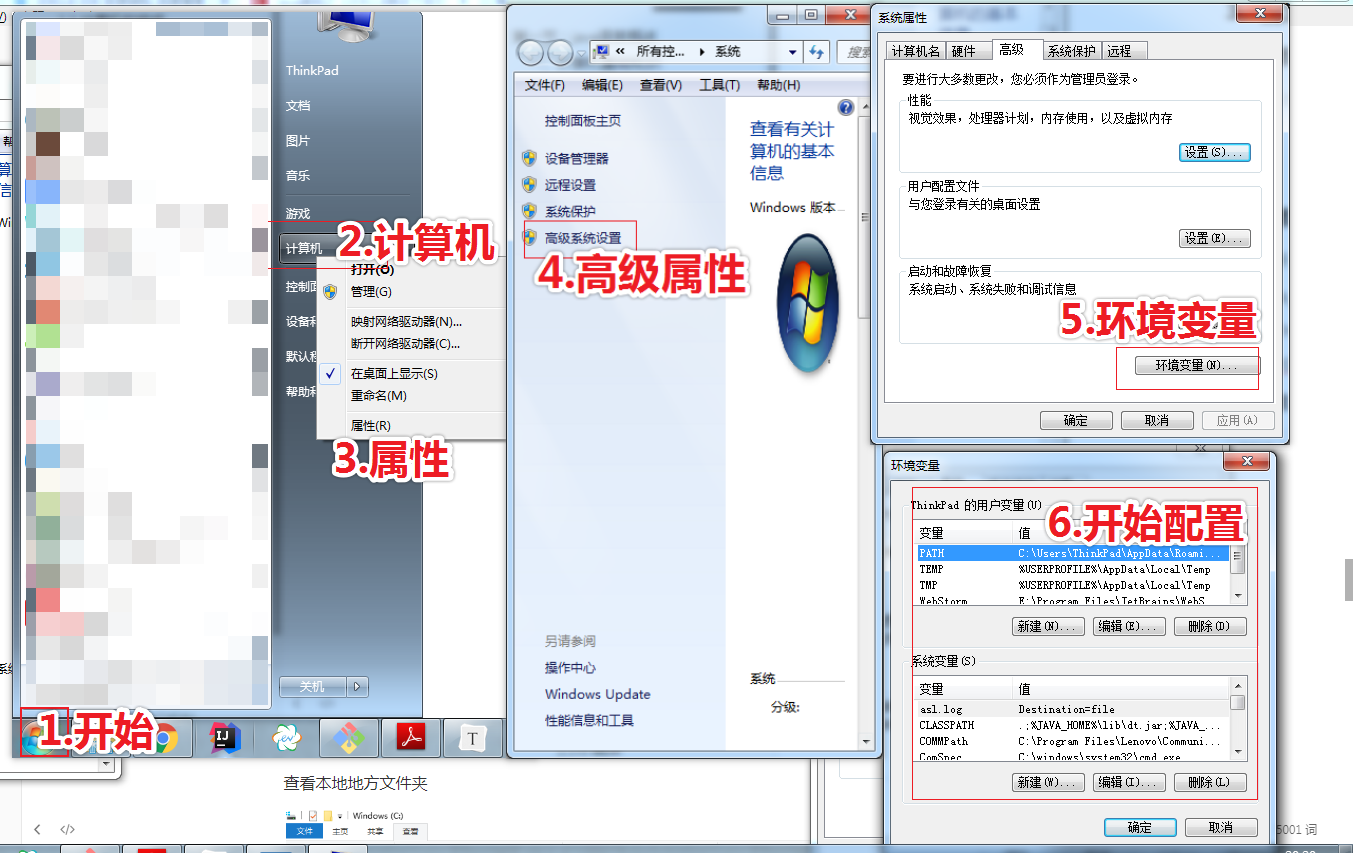 ThinkPad
文档
图片
音乐
游戏
计算机
2.计算机
打开(O)
管理(G)
映射网络驱动器(N)...
断开网络驱动器(C)...
在桌面上显示(S)
重命名(M)
属性(R)
3.属性
控制面
设备和
默认程
帮助和
关机
1.开始
所有控...
系统
搜索
文件(F)
编辑(E)
查看(V)
工具(T)
帮助(H)
控制面板主页
设备管理器
远程设置
系统保护
高级系统设置
4.高级属性
另请参阅
操作中心
Windows Update
性能信息和工具
查看有关计
算机的基本
信息
Windows 版本
系统
分级:
系统属性
计算机名
硬件
高级
系统保护
远程
要进行大多数更改，您必须作为管理员登录。
性能
视觉效果，处理器计划，内存使用，以及虚拟内存
设置(S)...
用户配置文件
与您登录有关的桌面设置
设置(E)...
启动和故障恢复
系统启动、系统失败和调试信息
5.环境变量
环境变量(N)...
确定
取消
应用(A)
环境变量
ThinkPad 的用户变量(U)
6.开始配置
变量 值
PATH C:\Users\ThinkPad\AppData\Roami...
TEMP %USERPROFILE%\AppData\Local\Temp
TMP %USERPROFILE%\AppData\Local\Temp
WebStorm E:\Program Files\JetBrains\WebS
新建(N)...
编辑(E)...
删除(D)
系统变量(S)
变量 值
asl.log Destination=file
CLASSPATH .;%JAVA_HOME%\lib\dt.jar;%JAVA_...
COMMPath C:\Program Files\Lenovo\Communi...
ComSpec C:\windows\system32\cmd.exe
新建(W)...
编辑(I)...
删除(L)
确定
取消
查看本地地方文件夹
Windows (C:)
文件
主页
共享
查看
5001 词